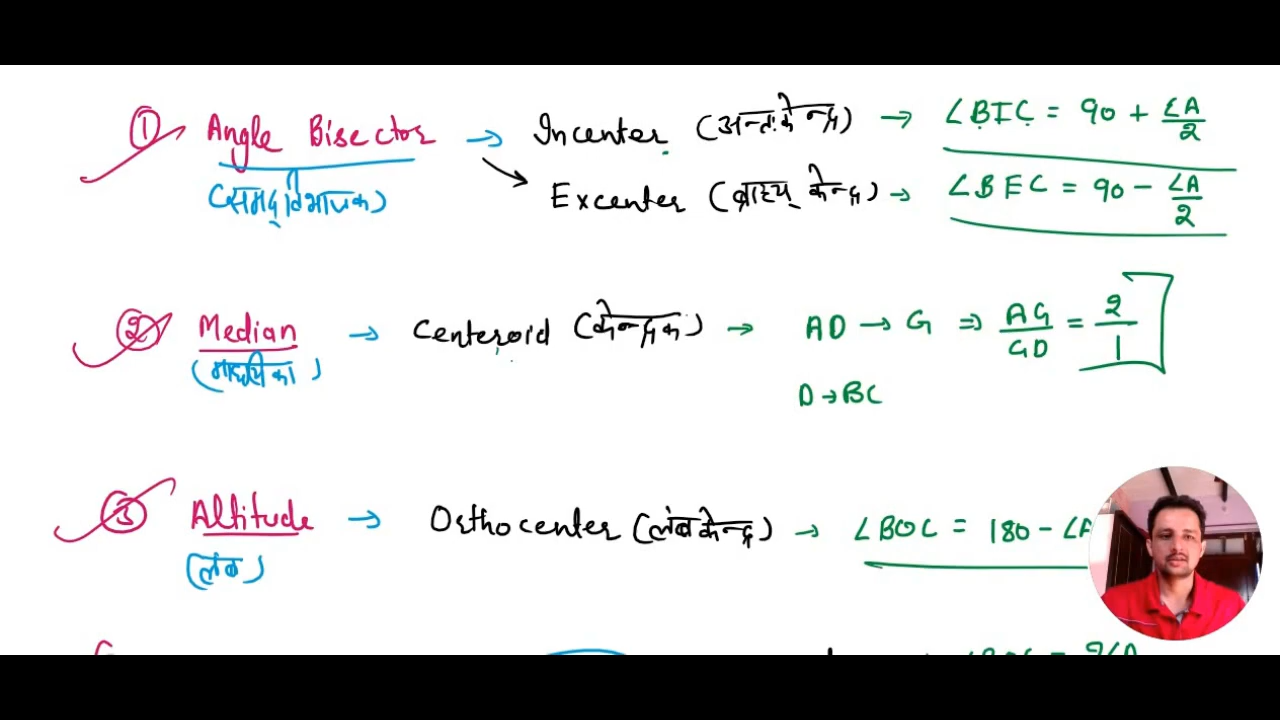 ① Angle Bisector → Incenter (अन्तःकेन्द्र) → ∠BIC = 90 + ∠A/2
(समद्विभाजक) → Excenter (बाह्य केन्द्र) → ∠BEC = 90 - ∠A/2
② Median → Centeroid (केन्द्रक) → AD → G ⇒ AG/GD = 2/1
(माध्यिका)
D → BC
③ Altitude → Orthocenter (लंबकेन्द्र) → ∠BOC = 180 - ∠A
(लंब)